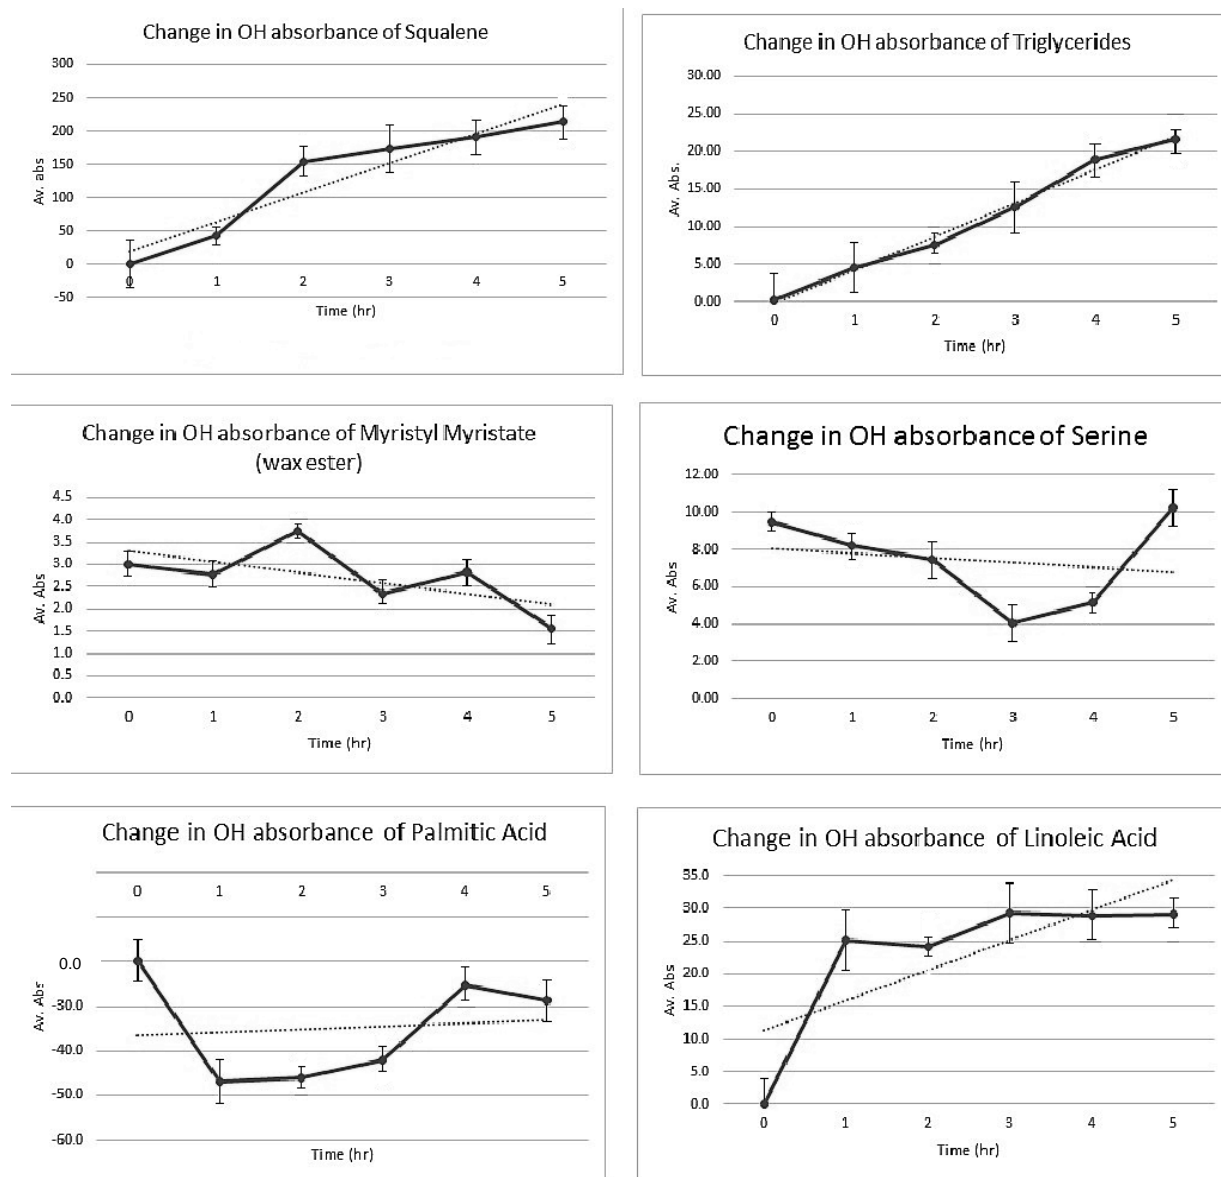 Change in OH absorbance of Squalene
300
250
200
150
100
50
0
-50
Av. abs
0 1 2 3 4 5
Time (hr)
Change in OH absorbance of Triglycerides
30.00
25.00
20.00
15.00
10.00
5.00
0.00
Av. Abs.
0 1 2 3 4 5
Time (hr)
Change in OH absorbance of Myristyl Myristate
(wax ester)
4.5
4.0
3.5
3.0
2.5
2.0
1.5
1.0
0.5
0.0
Av. Abs
0 1 2 3 4 5
Time (hr)
Change in OH absorbance of Serine
12.00
10.00
8.00
6.00
4.00
2.00
0.00
Av. Abs
0 1 2 3 4 5
Time (hr)
Change in OH absorbance of Palmitic Acid
0 1 2 3 4 5
0.0
-30.0
-40.0
-50.0
-60.0
Av. Abs
Time (hr)
Change in OH absorbance of Linoleic Acid
35.0
30.0
25.0
20.0
15.0
10.0
5.0
0.0
Av. Abs
0 1 2 3 4 5
Time (hr)